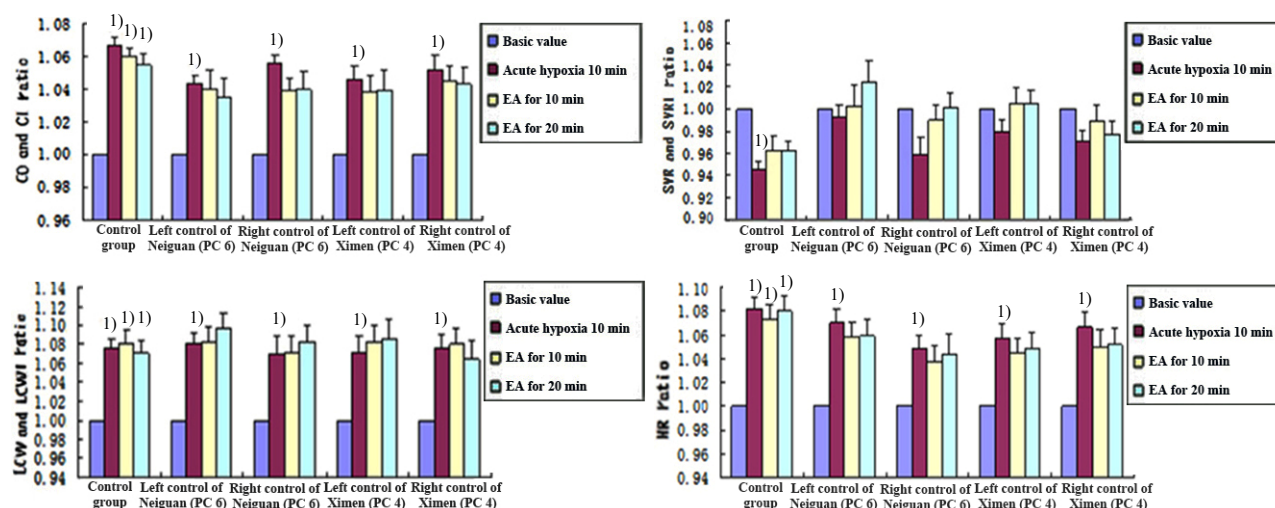 CO and CI ratio
1.08
1.06
1.04
1.02
1.00
0.98
0.96
1) 1) 1)
1)
1)
1)
1)
Basic value
Acute hypoxia 10 min
EA for 10 min
EA for 20 min
Control group
Left control of Neiguan (PC 6)
Right control of Neiguan (PC 6)
Left control of Ximen (PC 4)
Right control of Ximen (PC 4)
SVR and SVRI ratio
1.06
1.04
1.02
1.00
0.98
0.96
0.94
0.92
0.90
1)
Basic value
Acute hypoxia 10 min
EA for 10 min
EA for 20 min
Control group
Left control of Neiguan (PC 6)
Right control of Neiguan (PC 6)
Left control of Ximen (PC 4)
Right control of Ximen (PC 4)
LCW and LCWI ratio
1.14
1.12
1.10
1.08
1.06
1.04
1.02
1.00
0.98
0.96
0.94
1) 1) 1)
1)
1)
1)
1)
Basic value
Acute hypoxia 10 min
EA for 10 min
EA for 20 min
Control group
Left control of Neiguan (PC 6)
Right control of Neiguan (PC 6)
Left control of Ximen (PC 4)
Right control of Ximen (PC 4)
HR ratio
1.10
1.08
1.06
1.04
1.02
1.00
0.98
0.96
0.94
1) 1) 1)
1)
1)
1)
1)
Basic value
Acute hypoxia 10 min
EA for 10 min
EA for 20 min
Control group
Left control of Neiguan (PC 6)
Right control of Neiguan (PC 6)
Left control of Ximen (PC 4)
Right control of Ximen (PC 4)